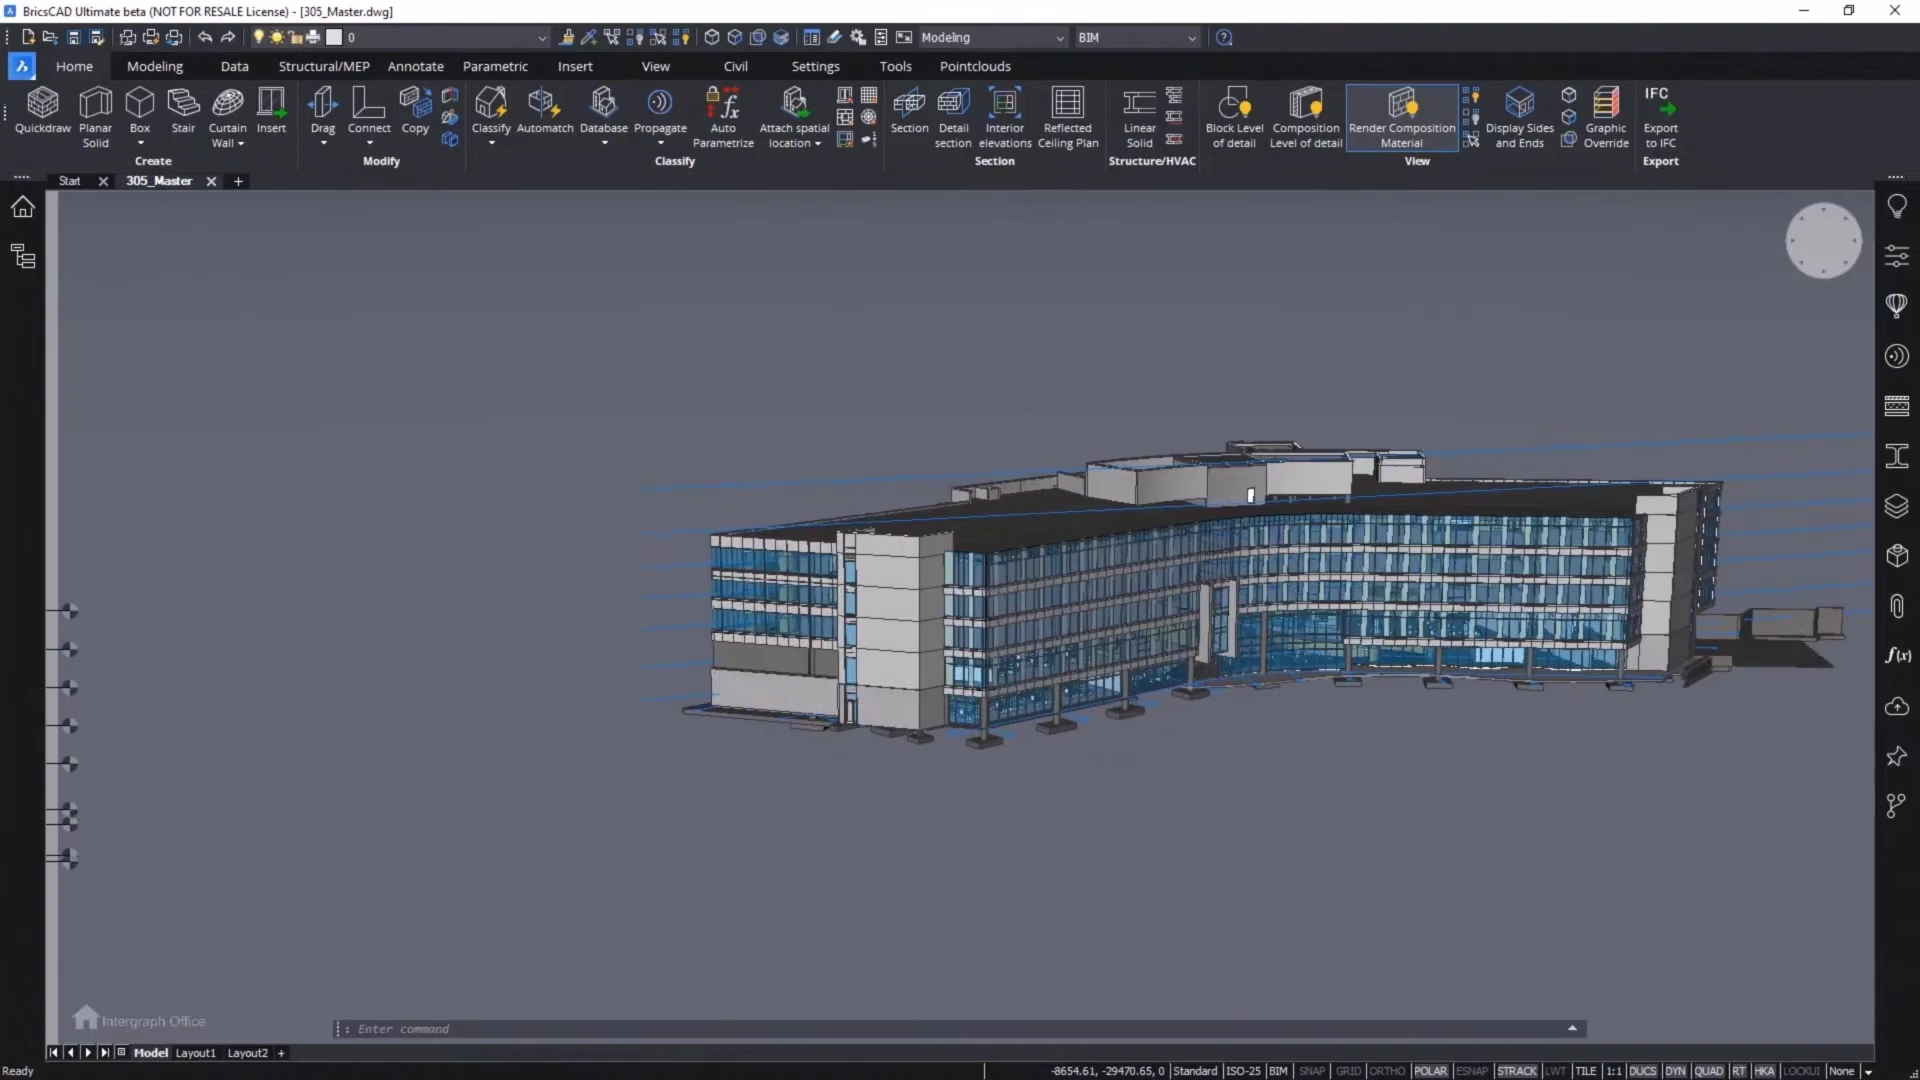 BricsCAD Ultimate beta (NOT FOR RESALE License) - [305_Master.dwg]
0 Modeling BIM
Home Modeling Data Structural/MEP Annotate Parametric Insert View Civil Settings Tools Pointclouds
Quickdraw Planar Solid Box Stair Curtain Wall Insert
Create
Drag Connect Copy
Modify
Classify Automatch Database Propagate Auto Parametrize Attach spatial location
Classify
Section Detail section Interior elevations Reflected Ceiling Plan
Section
Linear Solid
Structure/HVAC
Block Level of detail Composition Level of detail Render Composition Material Display Sides and Ends Graphic Override
View
IFC
Export to IFC
Export
Start 305_Master +
f(x)
Intergraph Office
: Enter command
Model Layout1 Layout2 +
Ready -8654.61, -29470.65, 0 Standard ISO-25 BIM SNAP GRID ORTHO POLAR ESNAP STRACK LWT TILE 1:1 DUCS DYN QUAD RT HKA LOCKUI None